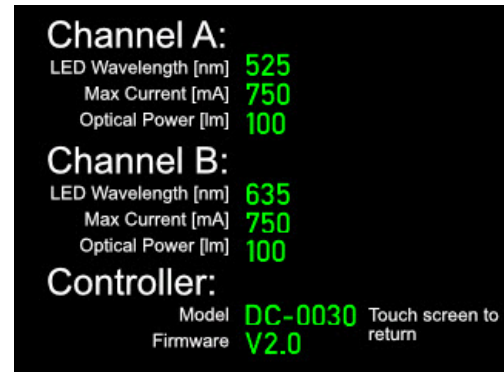 Channel A:
LED Wavelength [nm] 525
Max Current [mA] 750
Optical Power [lm] 100
Channel B:
LED Wavelength [nm] 635
Max Current [mA] 750
Optical Power [lm] 100
Controller:
Model DC-0030 Touch screen to
Firmware V2.0 return